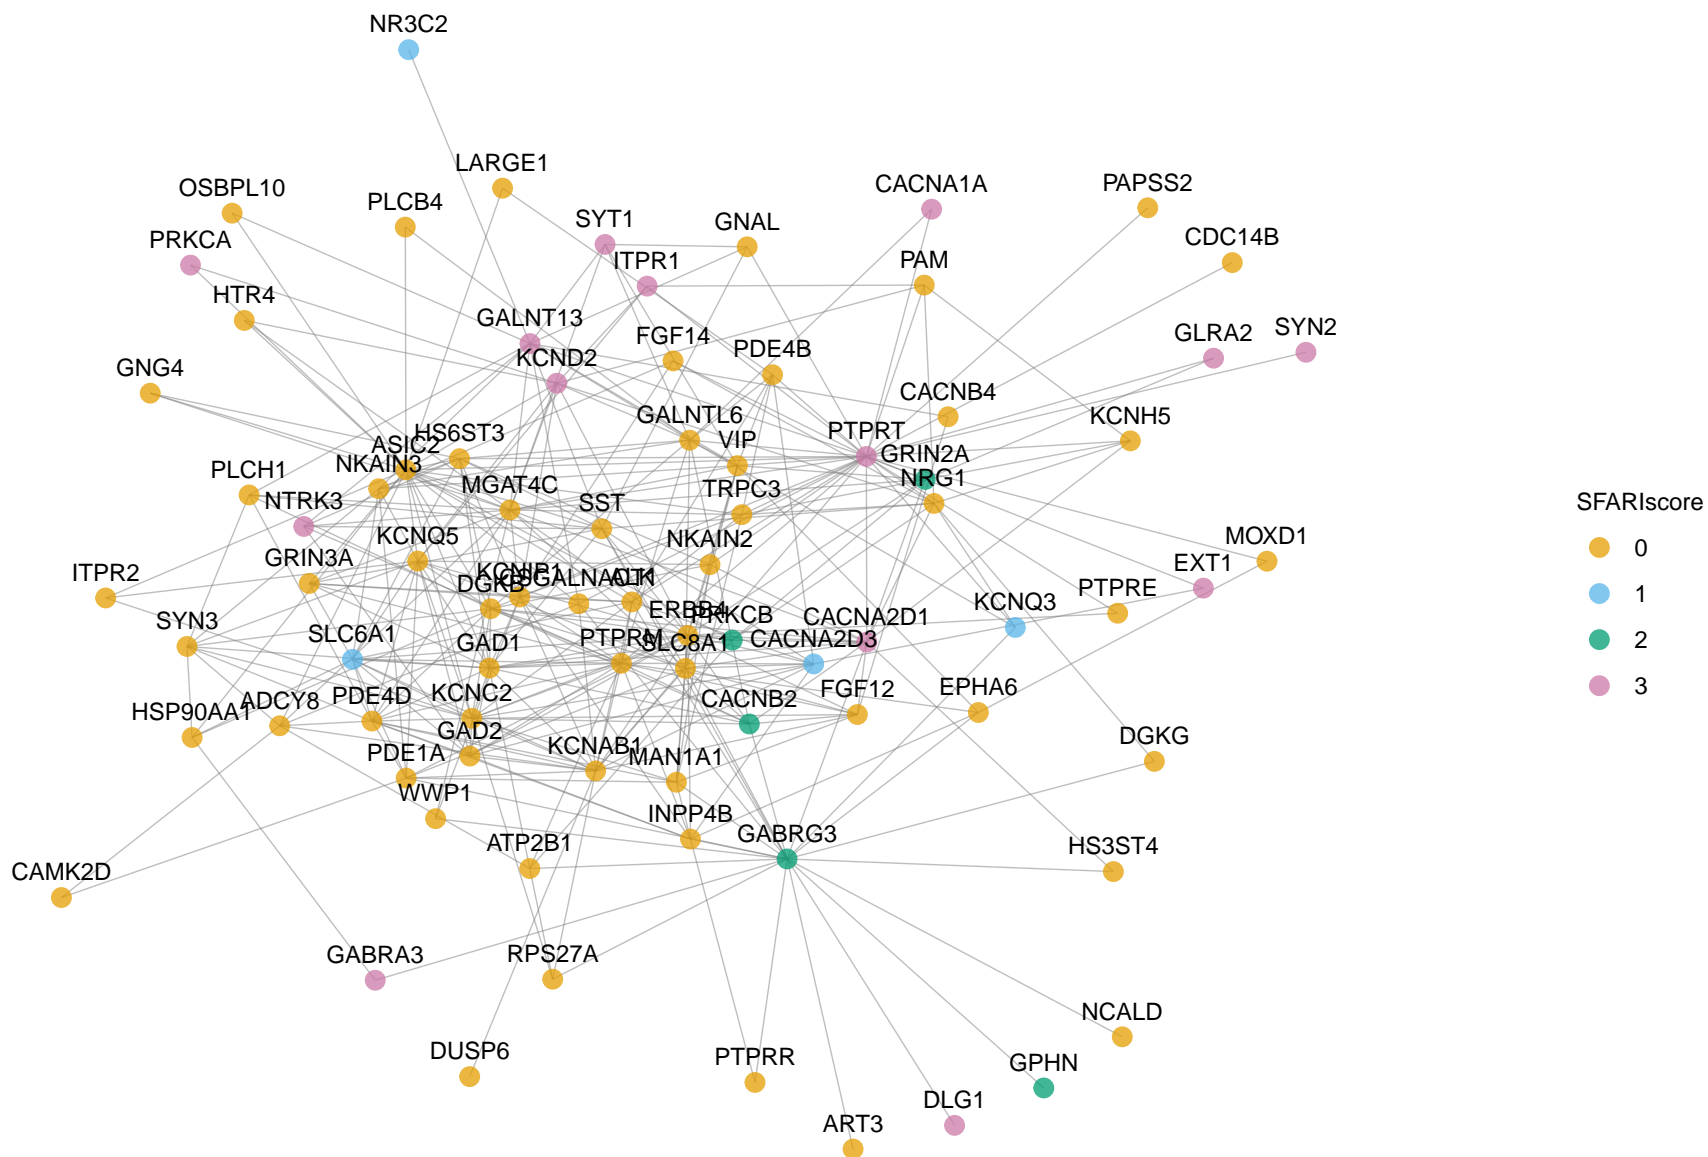 NR3C2
LARGE1
OSBPL10
PLCB4
CACNA1A
PAPSS2
SYT1
GNAL
PRKCA
CDC14B
ITPR1
PAM
HTR4
GALNT13
FGF14
GLRA2
SYN2
KCND2
PDE4B
GNG4
CACNB4
GALNTL6
KCNH5
HS6ST3
ASIC2
VIP
PTPRT
GRIN2A
NKAIN3
PLCH1
MGAT4C
TRPC3
NRG1
NTRK3
SST
SFARIscore
KCNQ5
NKAIN2
MOXD1
0
GRIN3A
EXT1
ITPR2
KCNIP1
CSGALNACT1
ALK
DGKB
PTPRE
1
SYN3
ERBB4
PRKCB
CACNA2D1
KCNQ3
SLC6A1
GAD1
PTPRM
SLC8A1
CACNA2D3
2
HSP90AA1
ADCY8
PDE4D
KCNC2
CACNB2
FGF12
EPHA6
3
GAD2
DGKG
PDE1A
KCNAB1
MAN1A1
WWP1
INPP4B
GABRG3
ATP2B1
HS3ST4
CAMK2D
GABRA3
RPS27A
NCALD
DUSP6
PTPRR
GPHN
DLG1
ART3